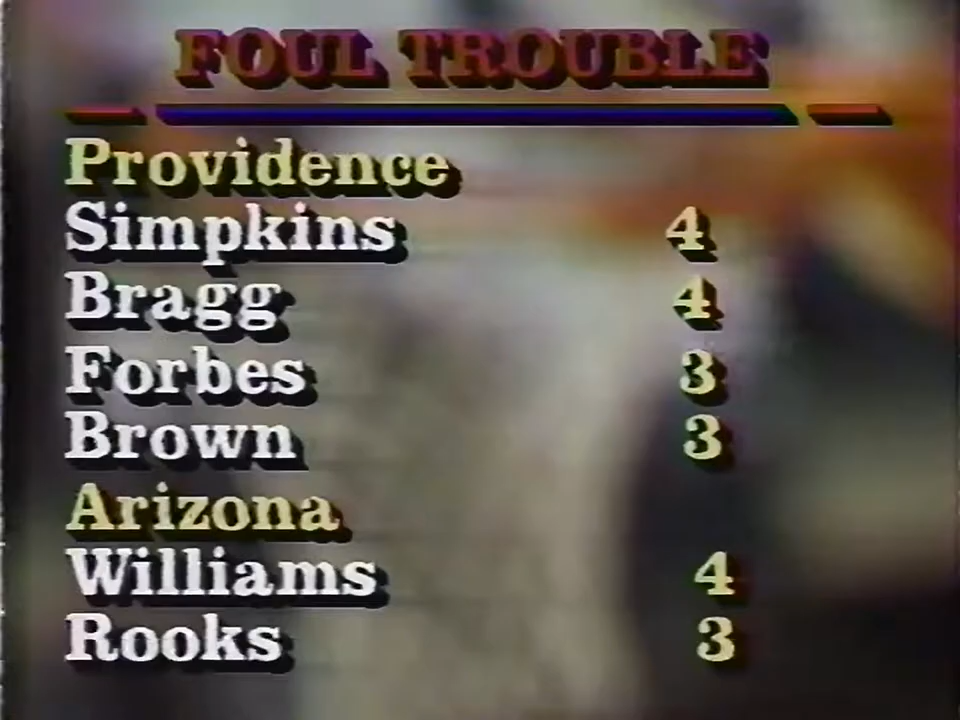 FOUL TROUBLE
Providence
Simpkins 4
Bragg 4
Forbes 3
Brown 3
Arizona
Williams 4
Rooks 3